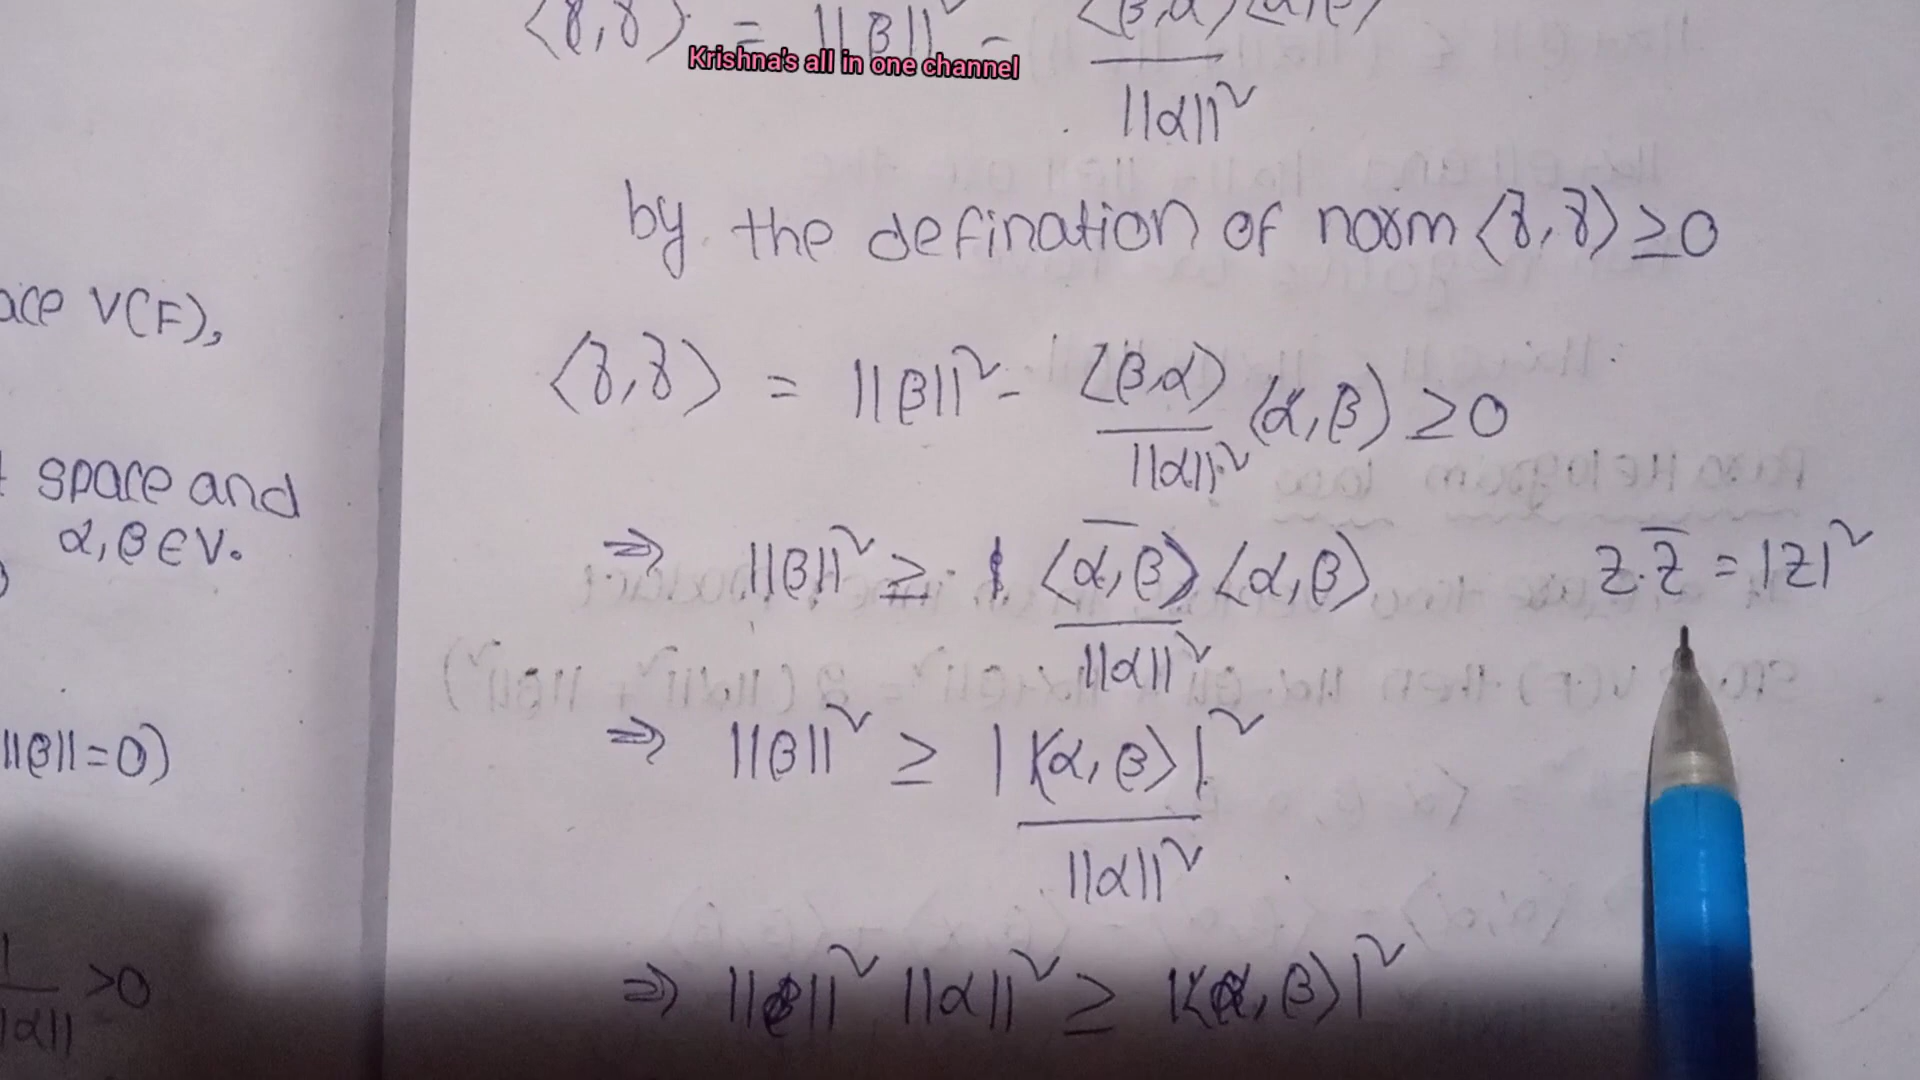 ⟨γ,γ⟩ = ||β||² - ⟨β,α⟩⟨α,β⟩ / ||α||²
Krishna's all in one channel
by the defination of norm ⟨γ,γ⟩ ≥ 0
ace V(F),
⟨γ,γ⟩ = ||β||² - ⟨β,α⟩ / ||α||² ⟨α,β⟩ ≥ 0
space and
α, β ∈ V.
⇒ ||β||² ≥ \overline{⟨α,β⟩} ⟨α,β⟩ / ||α||²
z.z̅ = |z|²
||β||=0)
⇒ ||β||² ≥ |⟨α,β⟩|² / ||α||²
1 / ||α|| >0
⇒ ||β||² ||α||² ≥ |⟨α,β⟩|²